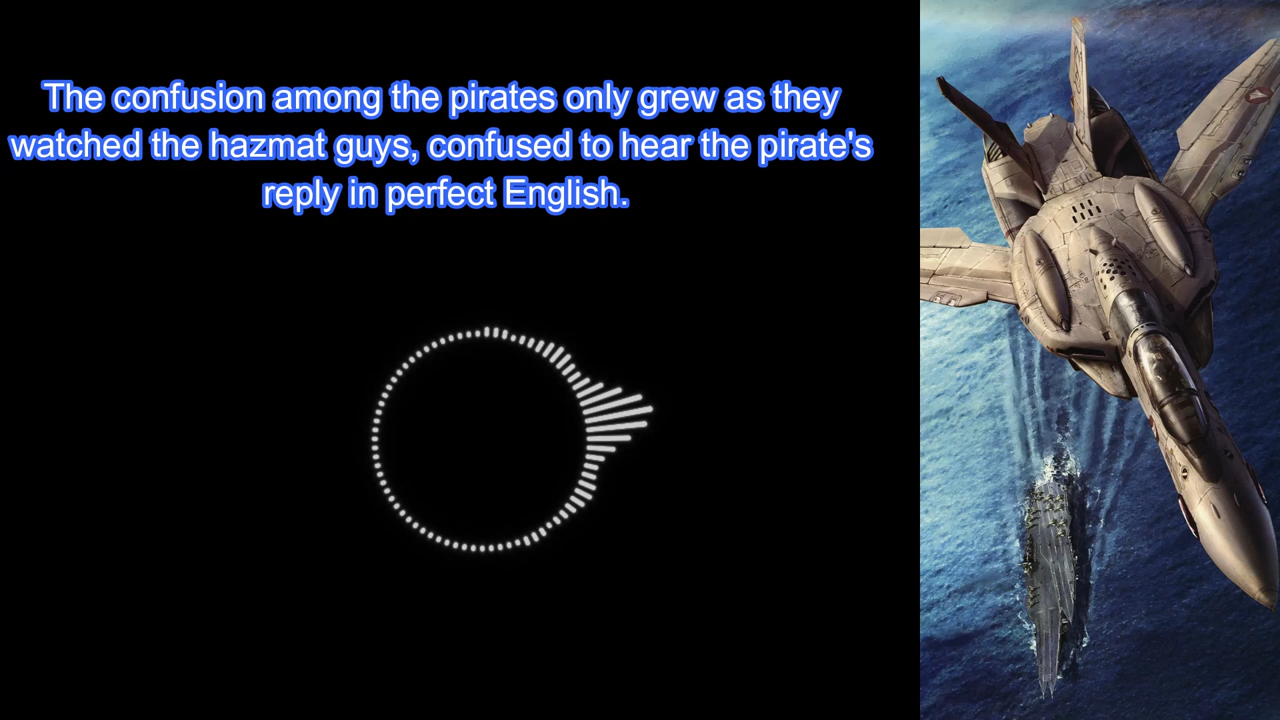 The confusion among the pirates only grew as they
watched the hazmat guys, confused to hear the pirate's
reply in perfect English.